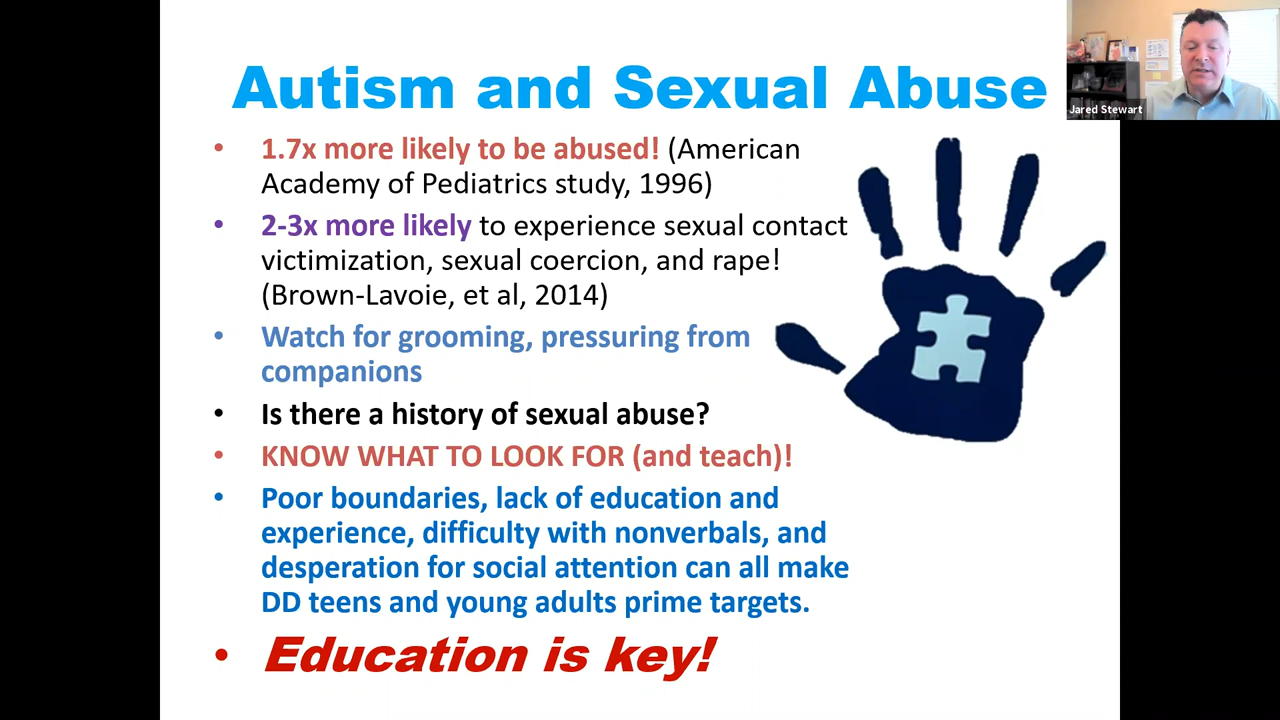 Autism and Sexual Abuse
Jared Stewart
• 1.7x more likely to be abused! (American
Academy of Pediatrics study, 1996)
• 2-3x more likely to experience sexual contact
victimization, sexual coercion, and rape!
(Brown-Lavoie, et al, 2014)
• Watch for grooming, pressuring from
companions
• Is there a history of sexual abuse?
• KNOW WHAT TO LOOK FOR (and teach)!
• Poor boundaries, lack of education and
experience, difficulty with nonverbals, and
desperation for social attention can all make
DD teens and young adults prime targets.
• Education is key!